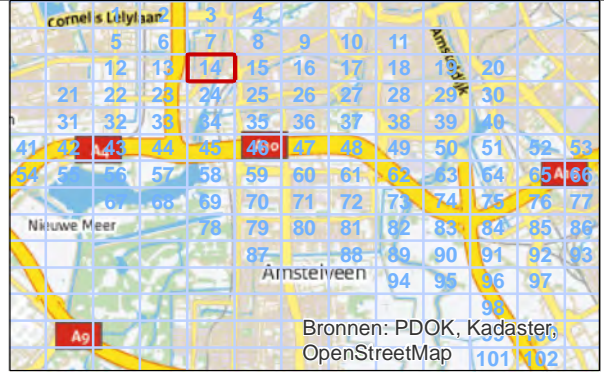 Cornelis Lelylaan
1 2 3 4
5 6 7 8 9 10 11
Amsteldijk
12 13 14 15 16 17 18 19 20
21 22 23 24 25 26 27 28 29 30
31 32 33 34 35 36 37 38 39 40
41 42 43 44 45 46 47 48 49 50 51 52 53
54 55 56 57 58 59 60 61 62 63 64 65 66
67 68 69 70 71 72 73 74 75 76 77
Nieuwe Meer
78 79 80 81 82 83 84 85 86
87 88 89 90 91 92 93
Amstelveen
94 95 96 97
98
A9
Bronnen: PDOK, Kadaster,
OpenStreetMap
101 102